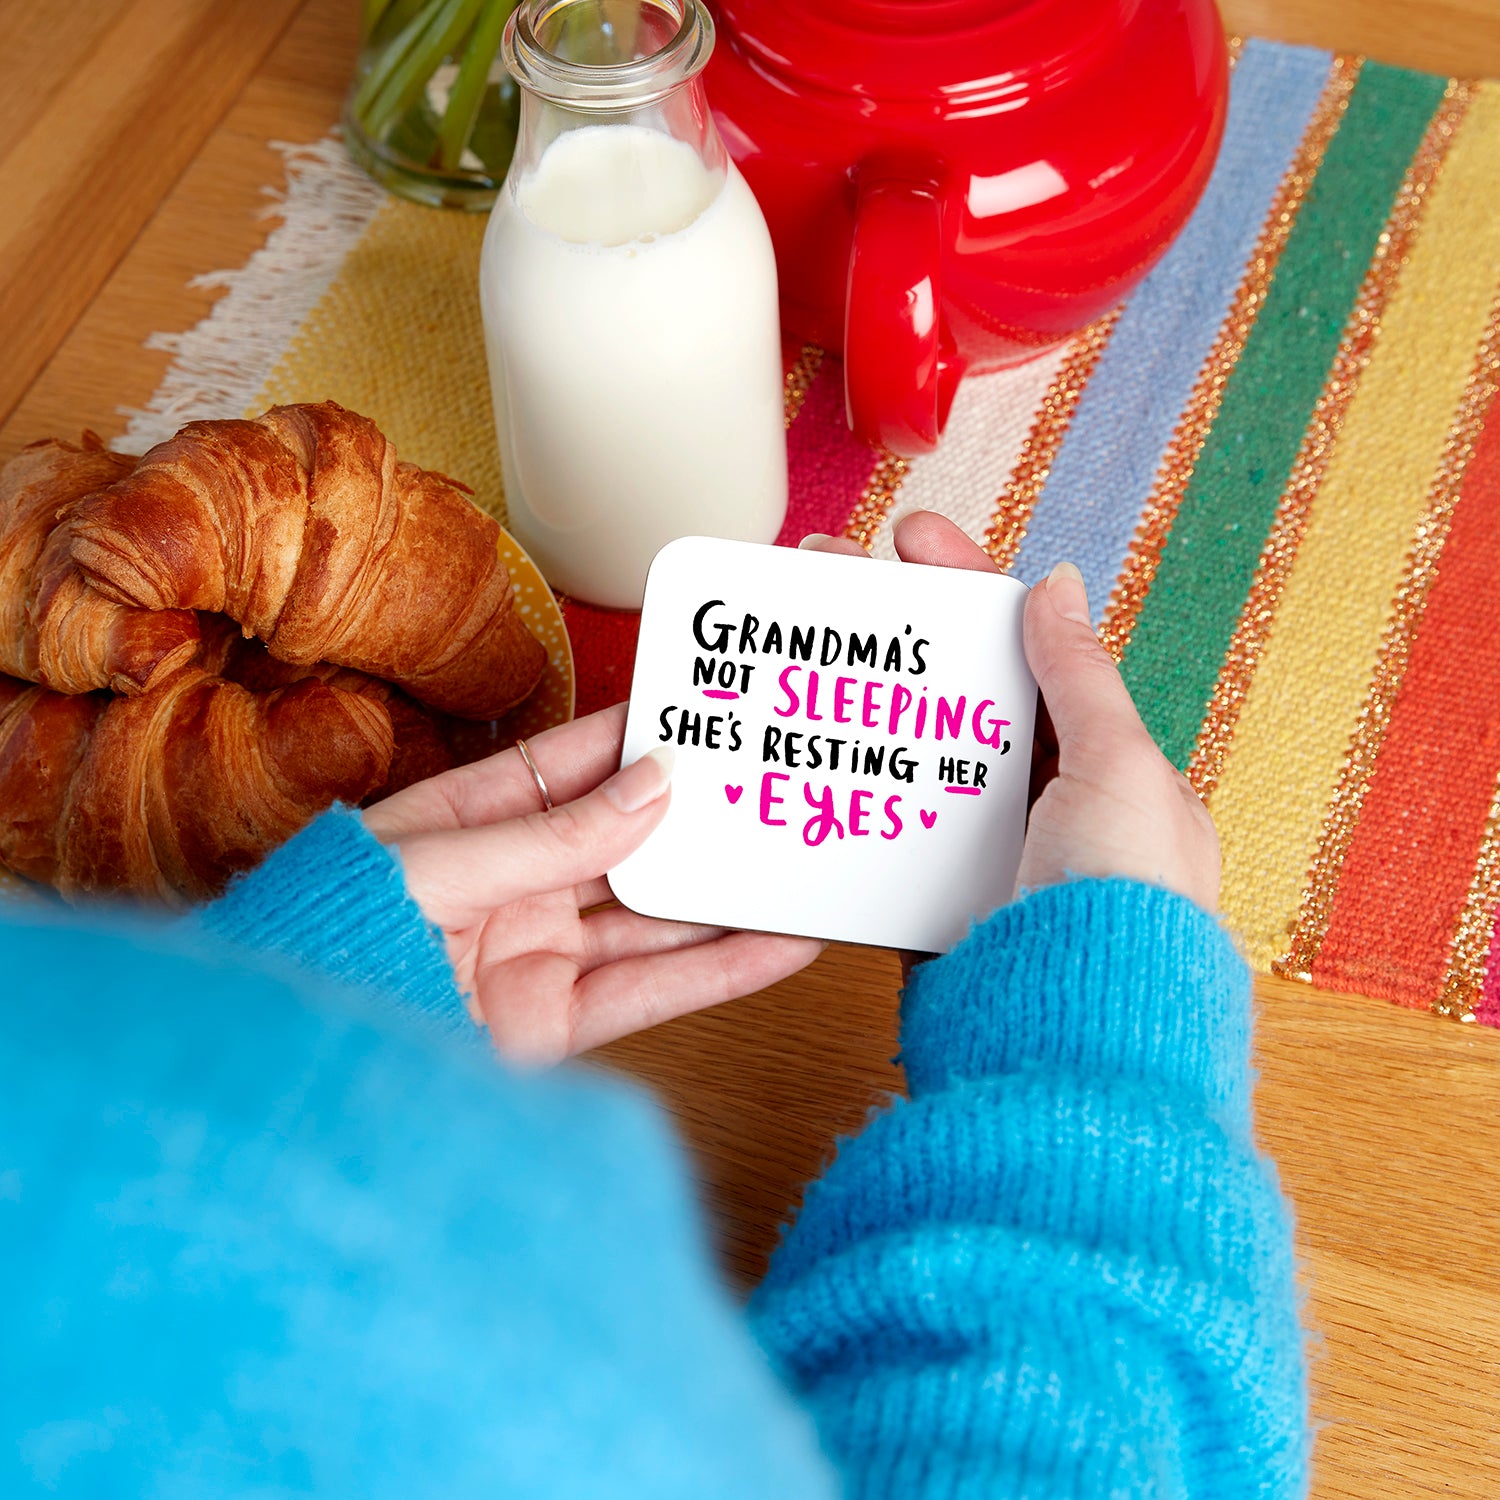 GRANDMA'S
NOT SLEEPiNG,
SHE'S RESTiNG HER
EyES